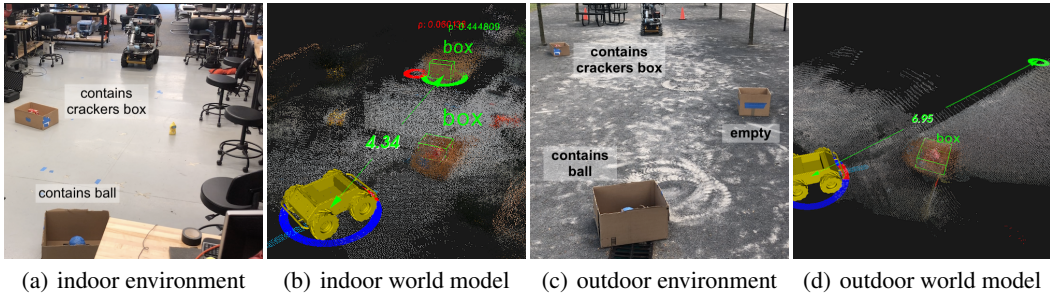 contains
crackers box
contains ball
p: 0.444809
box
box
4.34
contains
crackers box
empty
contains
ball
6.95
box
(a) indoor environment
(b) indoor world model
(c) outdoor environment
(d) outdoor world model